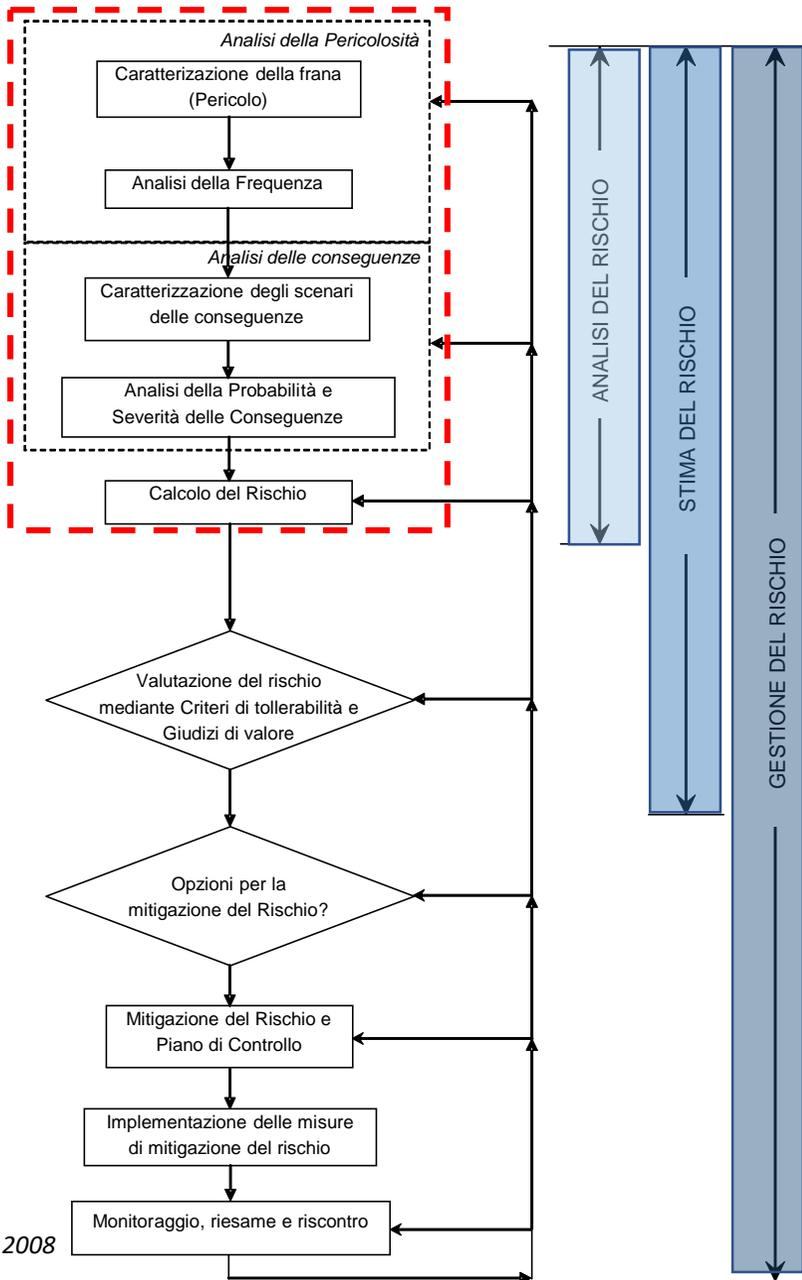 Analisi della Pericolosità
Caratterizazione della frana
(Pericolo)
Analisi della Frequenza
Analisi delle conseguenze
Caratterizzazione degli scenari
delle conseguenze
Analisi della Probabilità e
Severità delle Conseguenze
Calcolo del Rischio
Valutazione del rischio
mediante Criteri di tollerabilità e
Giudizi di valore
Opzioni per la
mitigazione del Rischio?
Mitigazione del Rischio e
Piano di Controllo
Implementazione delle misure
di mitigazione del rischio
Monitoraggio, riesame e riscontro
2008
ANALISI DEL RISCHIO
STIMA DEL RISCHIO
GESTIONE DEL RISCHIO